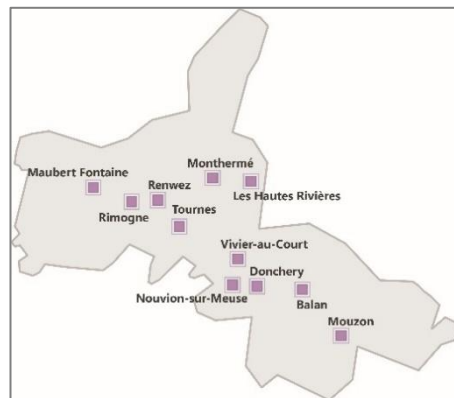 Monthermé
Maubert Fontaine
Renwez
Les Hautes Rivières
Rimogne
Tournes
Vivier-au-Court
Donchery
Nouvion-sur-Meuse
Balan
Mouzon